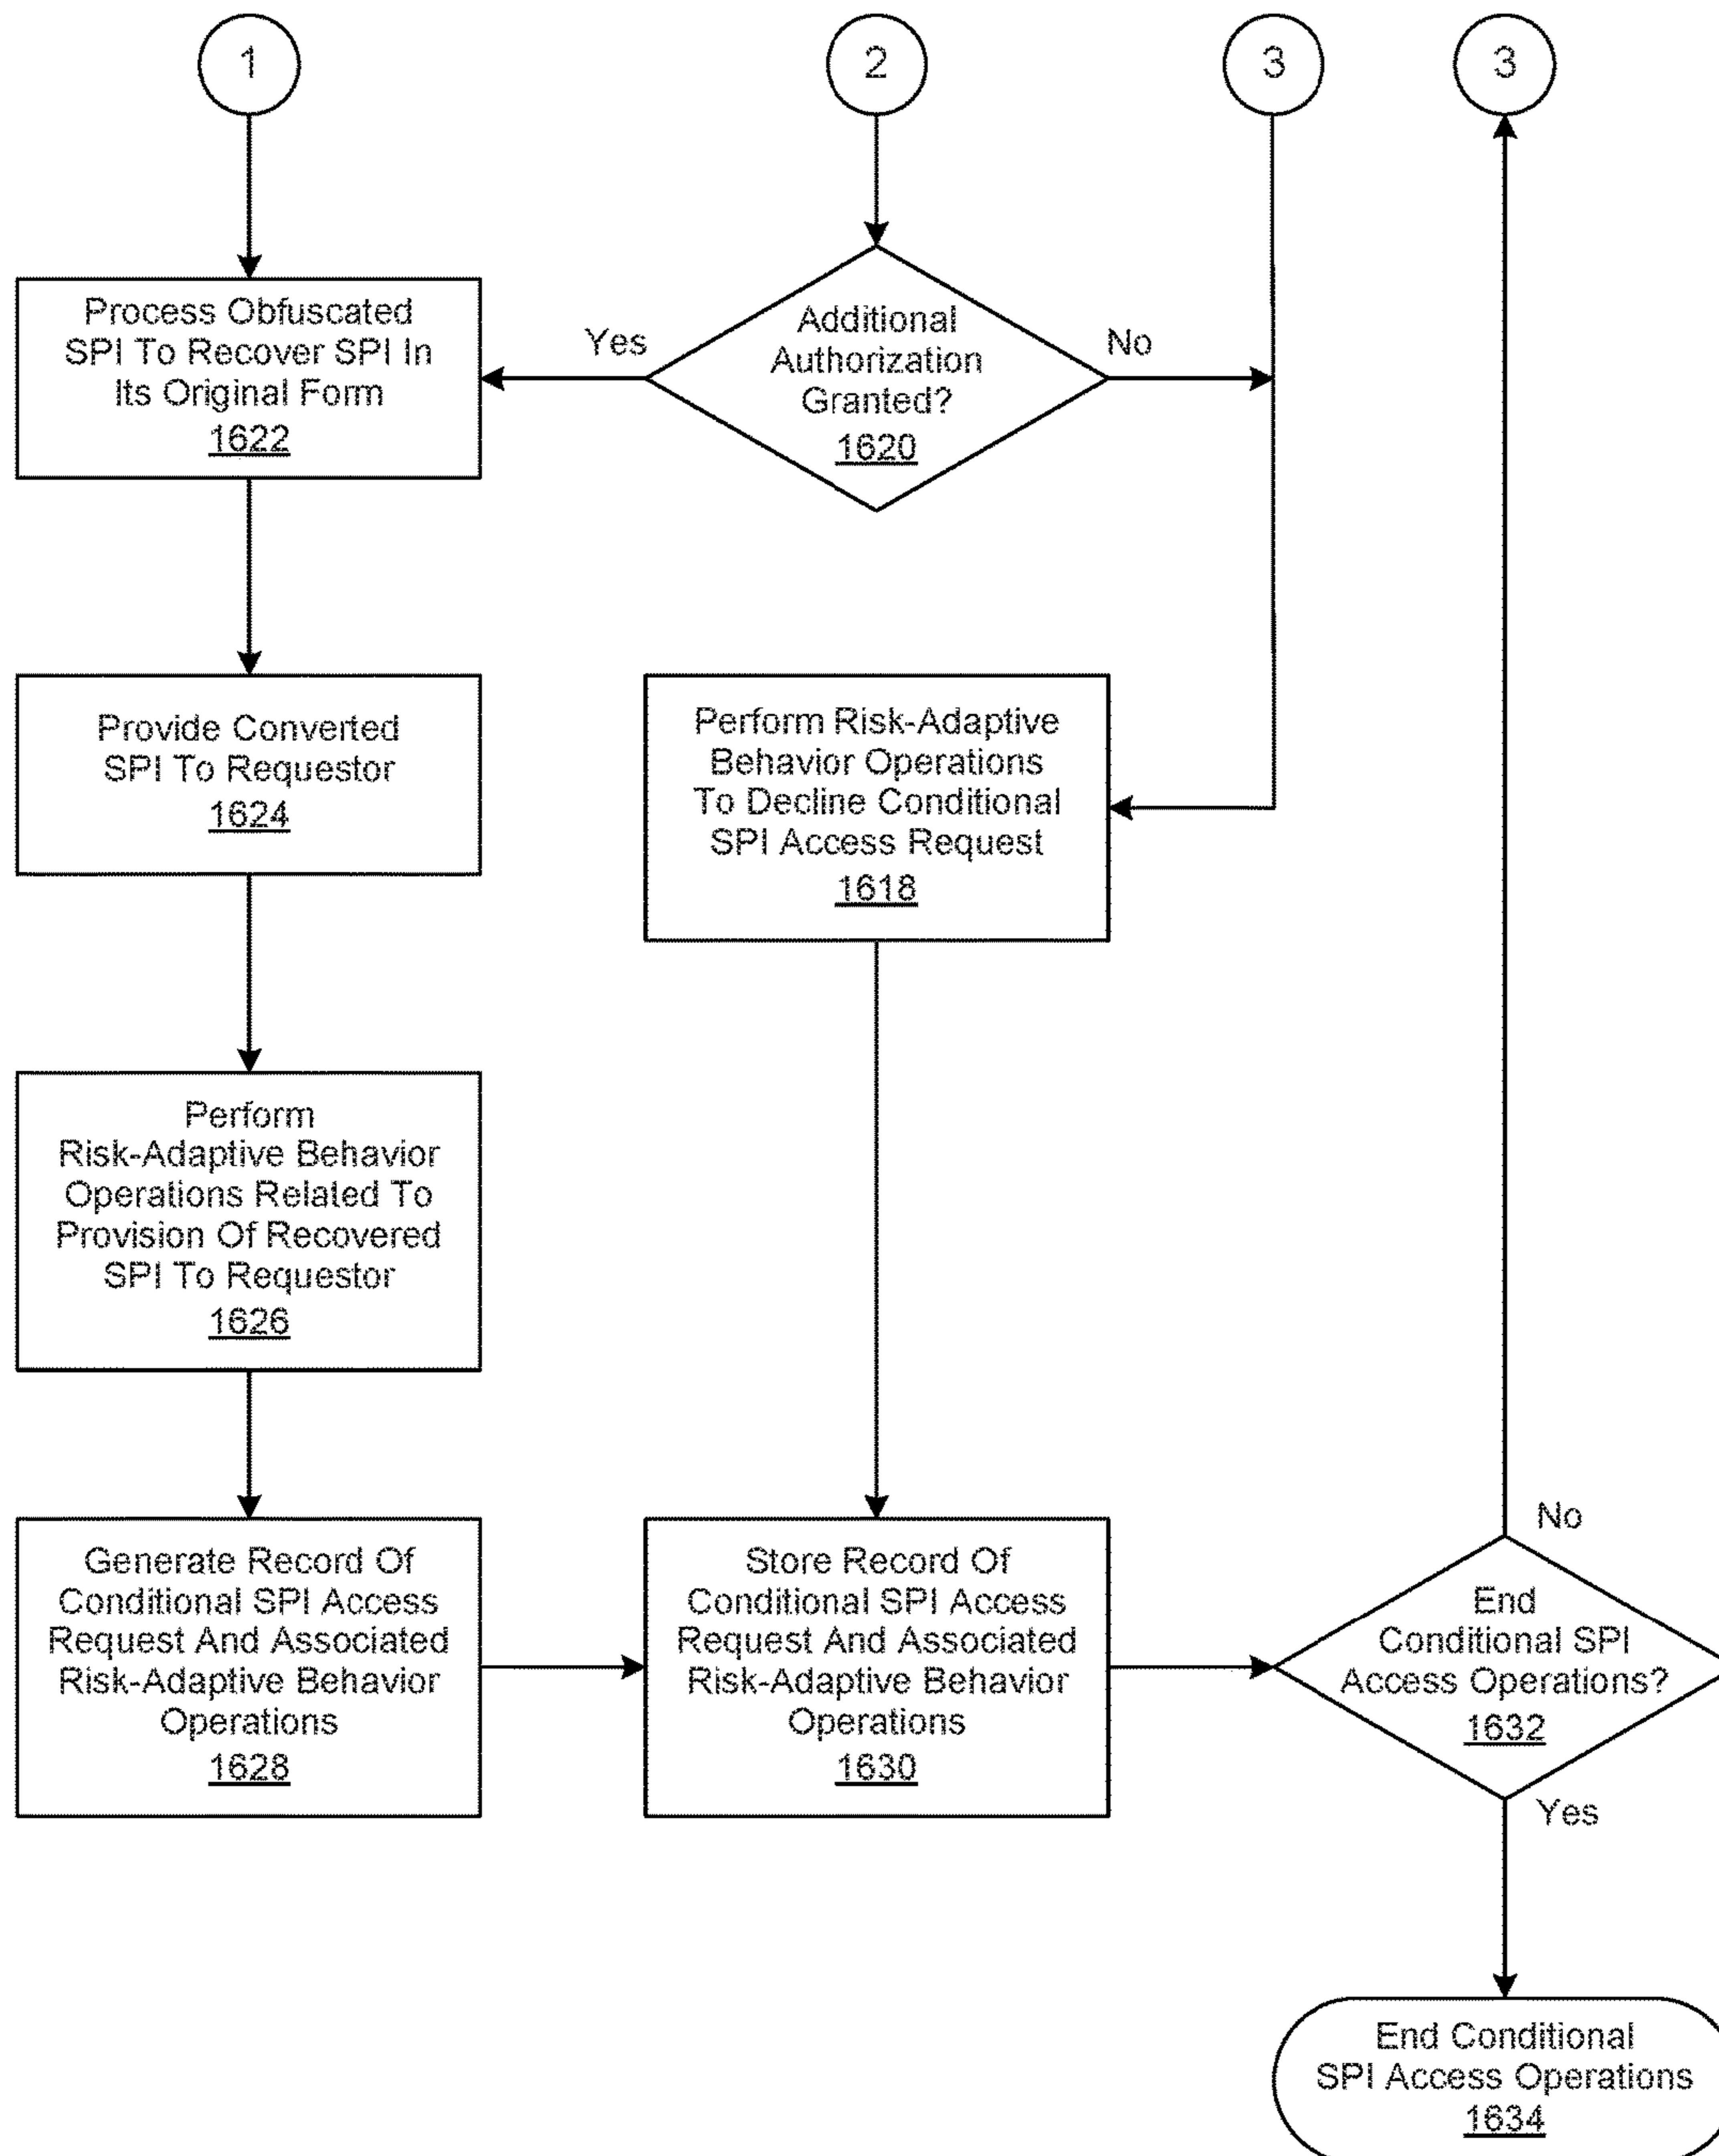 1
2
3
3
Process Obfuscated
SPI To Recover SPI In
Its Original Form
1622
Yes
Additional
Authorization
Granted?
1620
No
Provide Converted
SPI To Requestor
1624
Perform Risk-Adaptive
Behavior Operations
To Decline Conditional
SPI Access Request
1618
Perform
Risk-Adaptive Behavior
Operations Related To
Provision Of Recovered
SPI To Requestor
1626
Generate Record Of
Conditional SPI Access
Request And Associated
Risk-Adaptive Behavior
Operations
1628
Store Record Of
Conditional SPI Access
Request And Associated
Risk-Adaptive Behavior
Operations
1630
No
End
Conditional SPI
Access Operations?
1632
Yes
End Conditional
SPI Access Operations
1634